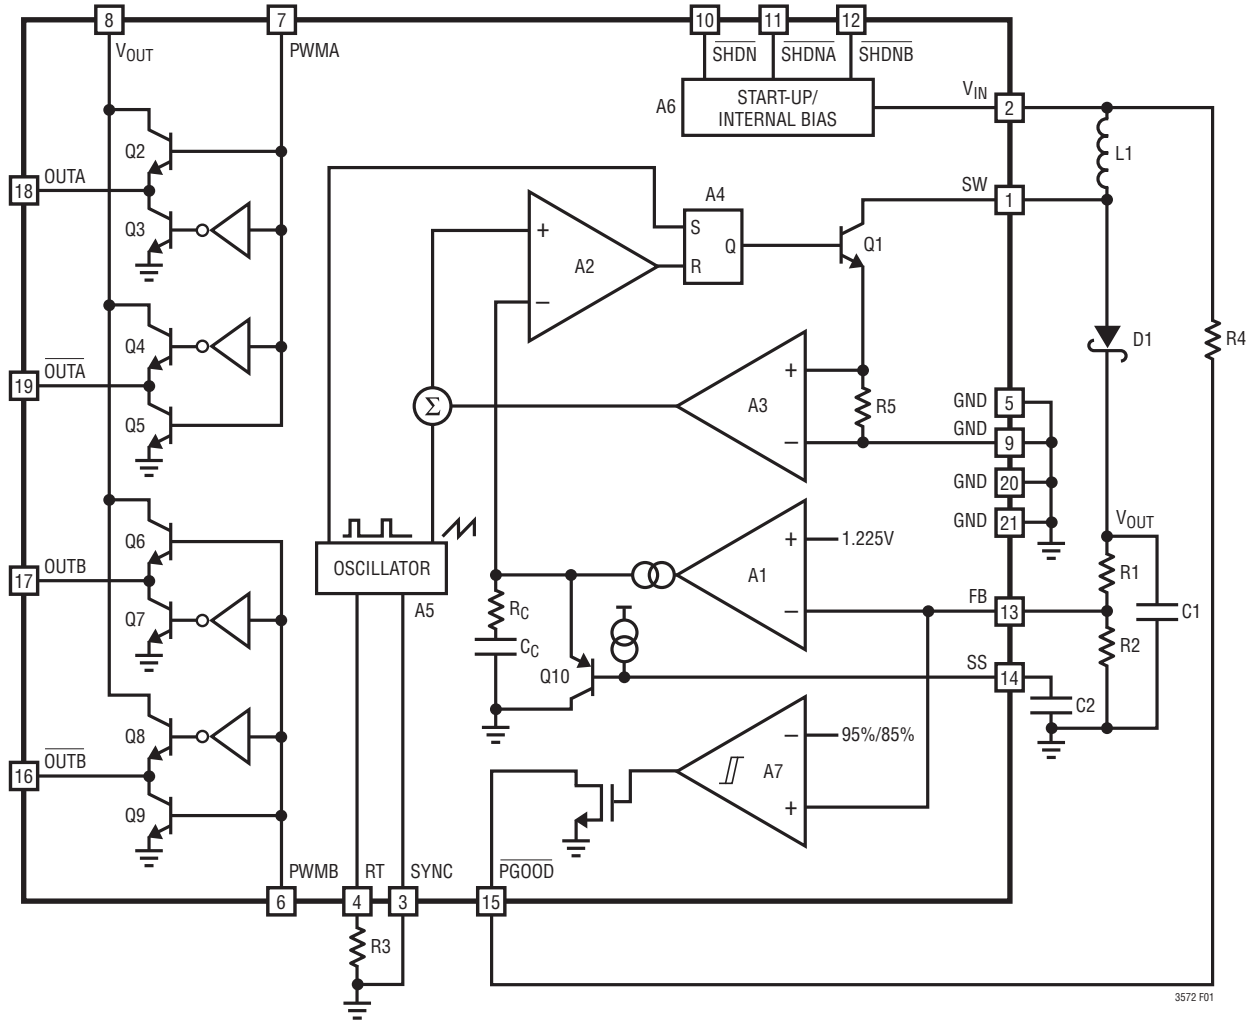 8
7
10
11
12
VOUT
PWMA
SHDN
SHDNA
SHDNB
A6
START-UP/
INTERNAL BIAS
VIN
2
L1
Q2
18
OUTA
Q3
A4
SW
1
S
Q
R
+
A2
–
Q1
Q4
19
OUTA
Q5
D1
R4
Σ
+
A3
–
R5
GND
5
GND
9
GND
20
GND
21
Q6
17
OUTB
Q7
OSCILLATOR
A5
+
1.225V
A1
–
VOUT
R1
FB
13
C1
R2
RC
CC
Q10
SS
14
C2
Q8
16
OUTB
Q9
–
95%/85%
A7
+
PWMB
RT
SYNC
PGOOD
6
4
3
15
R3
3572 F01